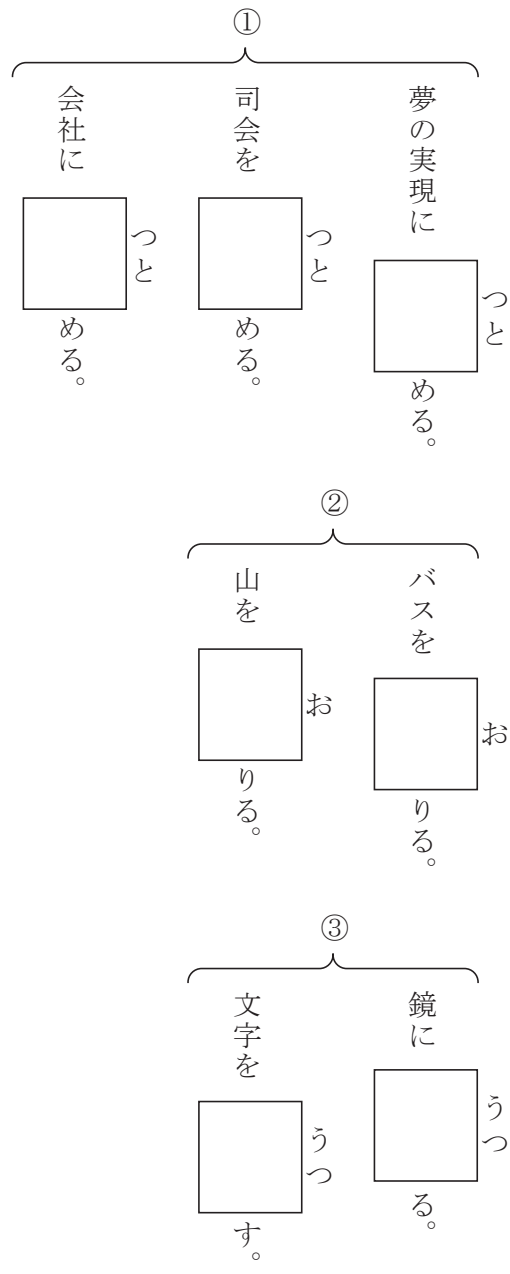 ①
夢の実現に
つと
める。
司会を
つと
める。
会社に
つと
める。
②
バスを
お
りる。
山を
お
りる。
③
鏡に
うつ
る。
文字を
うつ
す。